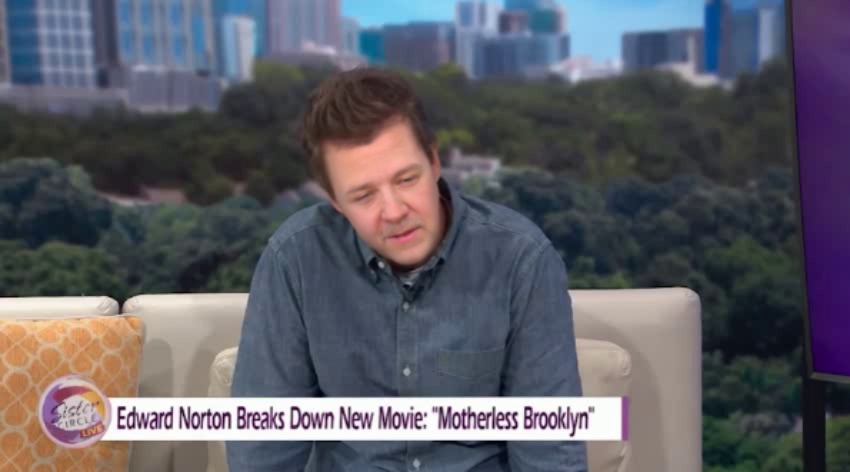 Sister
CIRCLE
LIVE
Edward Norton Breaks Down New Movie: "Motherless Brooklyn"